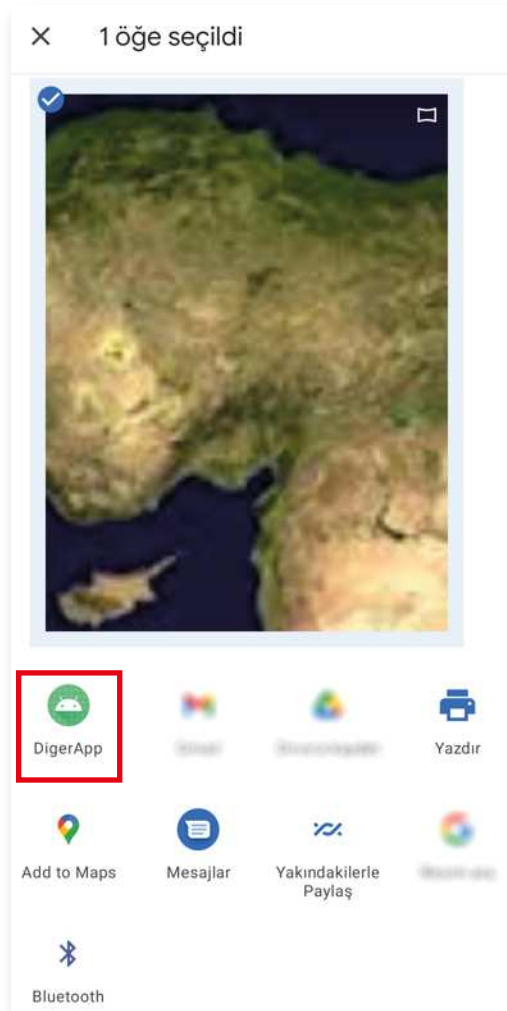 1 öğe seçildi
DigerApp
Yazdır
Add to Maps
Mesajlar
Yakındakilerle
Paylaş
Bluetooth